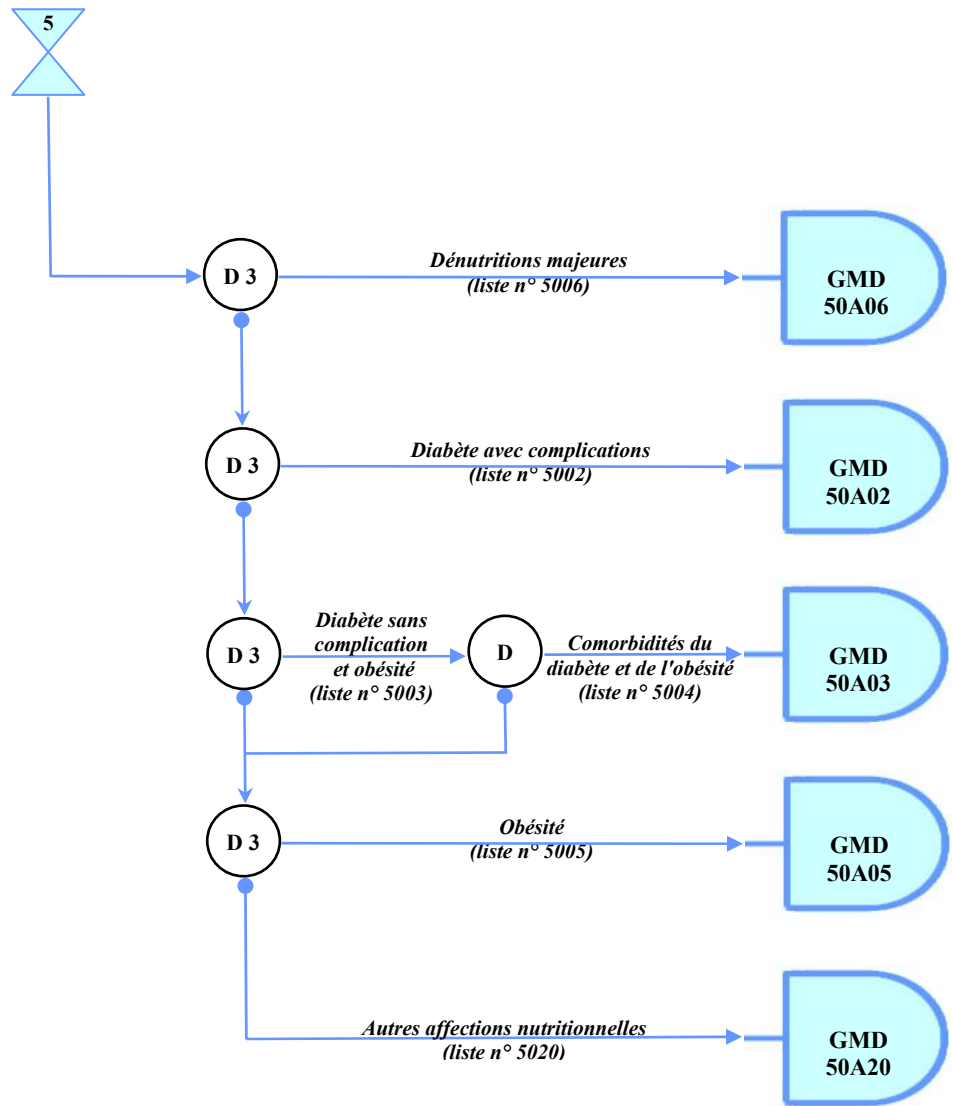 5
D 3
Dénutritions majeures
(liste n° 5006)
GMD
50A06
D 3
Diabète avec complications
(liste n° 5002)
GMD
50A02
D 3
Diabète sans
complication
et obésité
(liste n° 5003)
D
Comorbidités du
diabète et de l'obésité
(liste n° 5004)
GMD
50A03
D 3
Obésité
(liste n° 5005)
GMD
50A05
Autres affections nutritionnelles
(liste n° 5020)
GMD
50A20